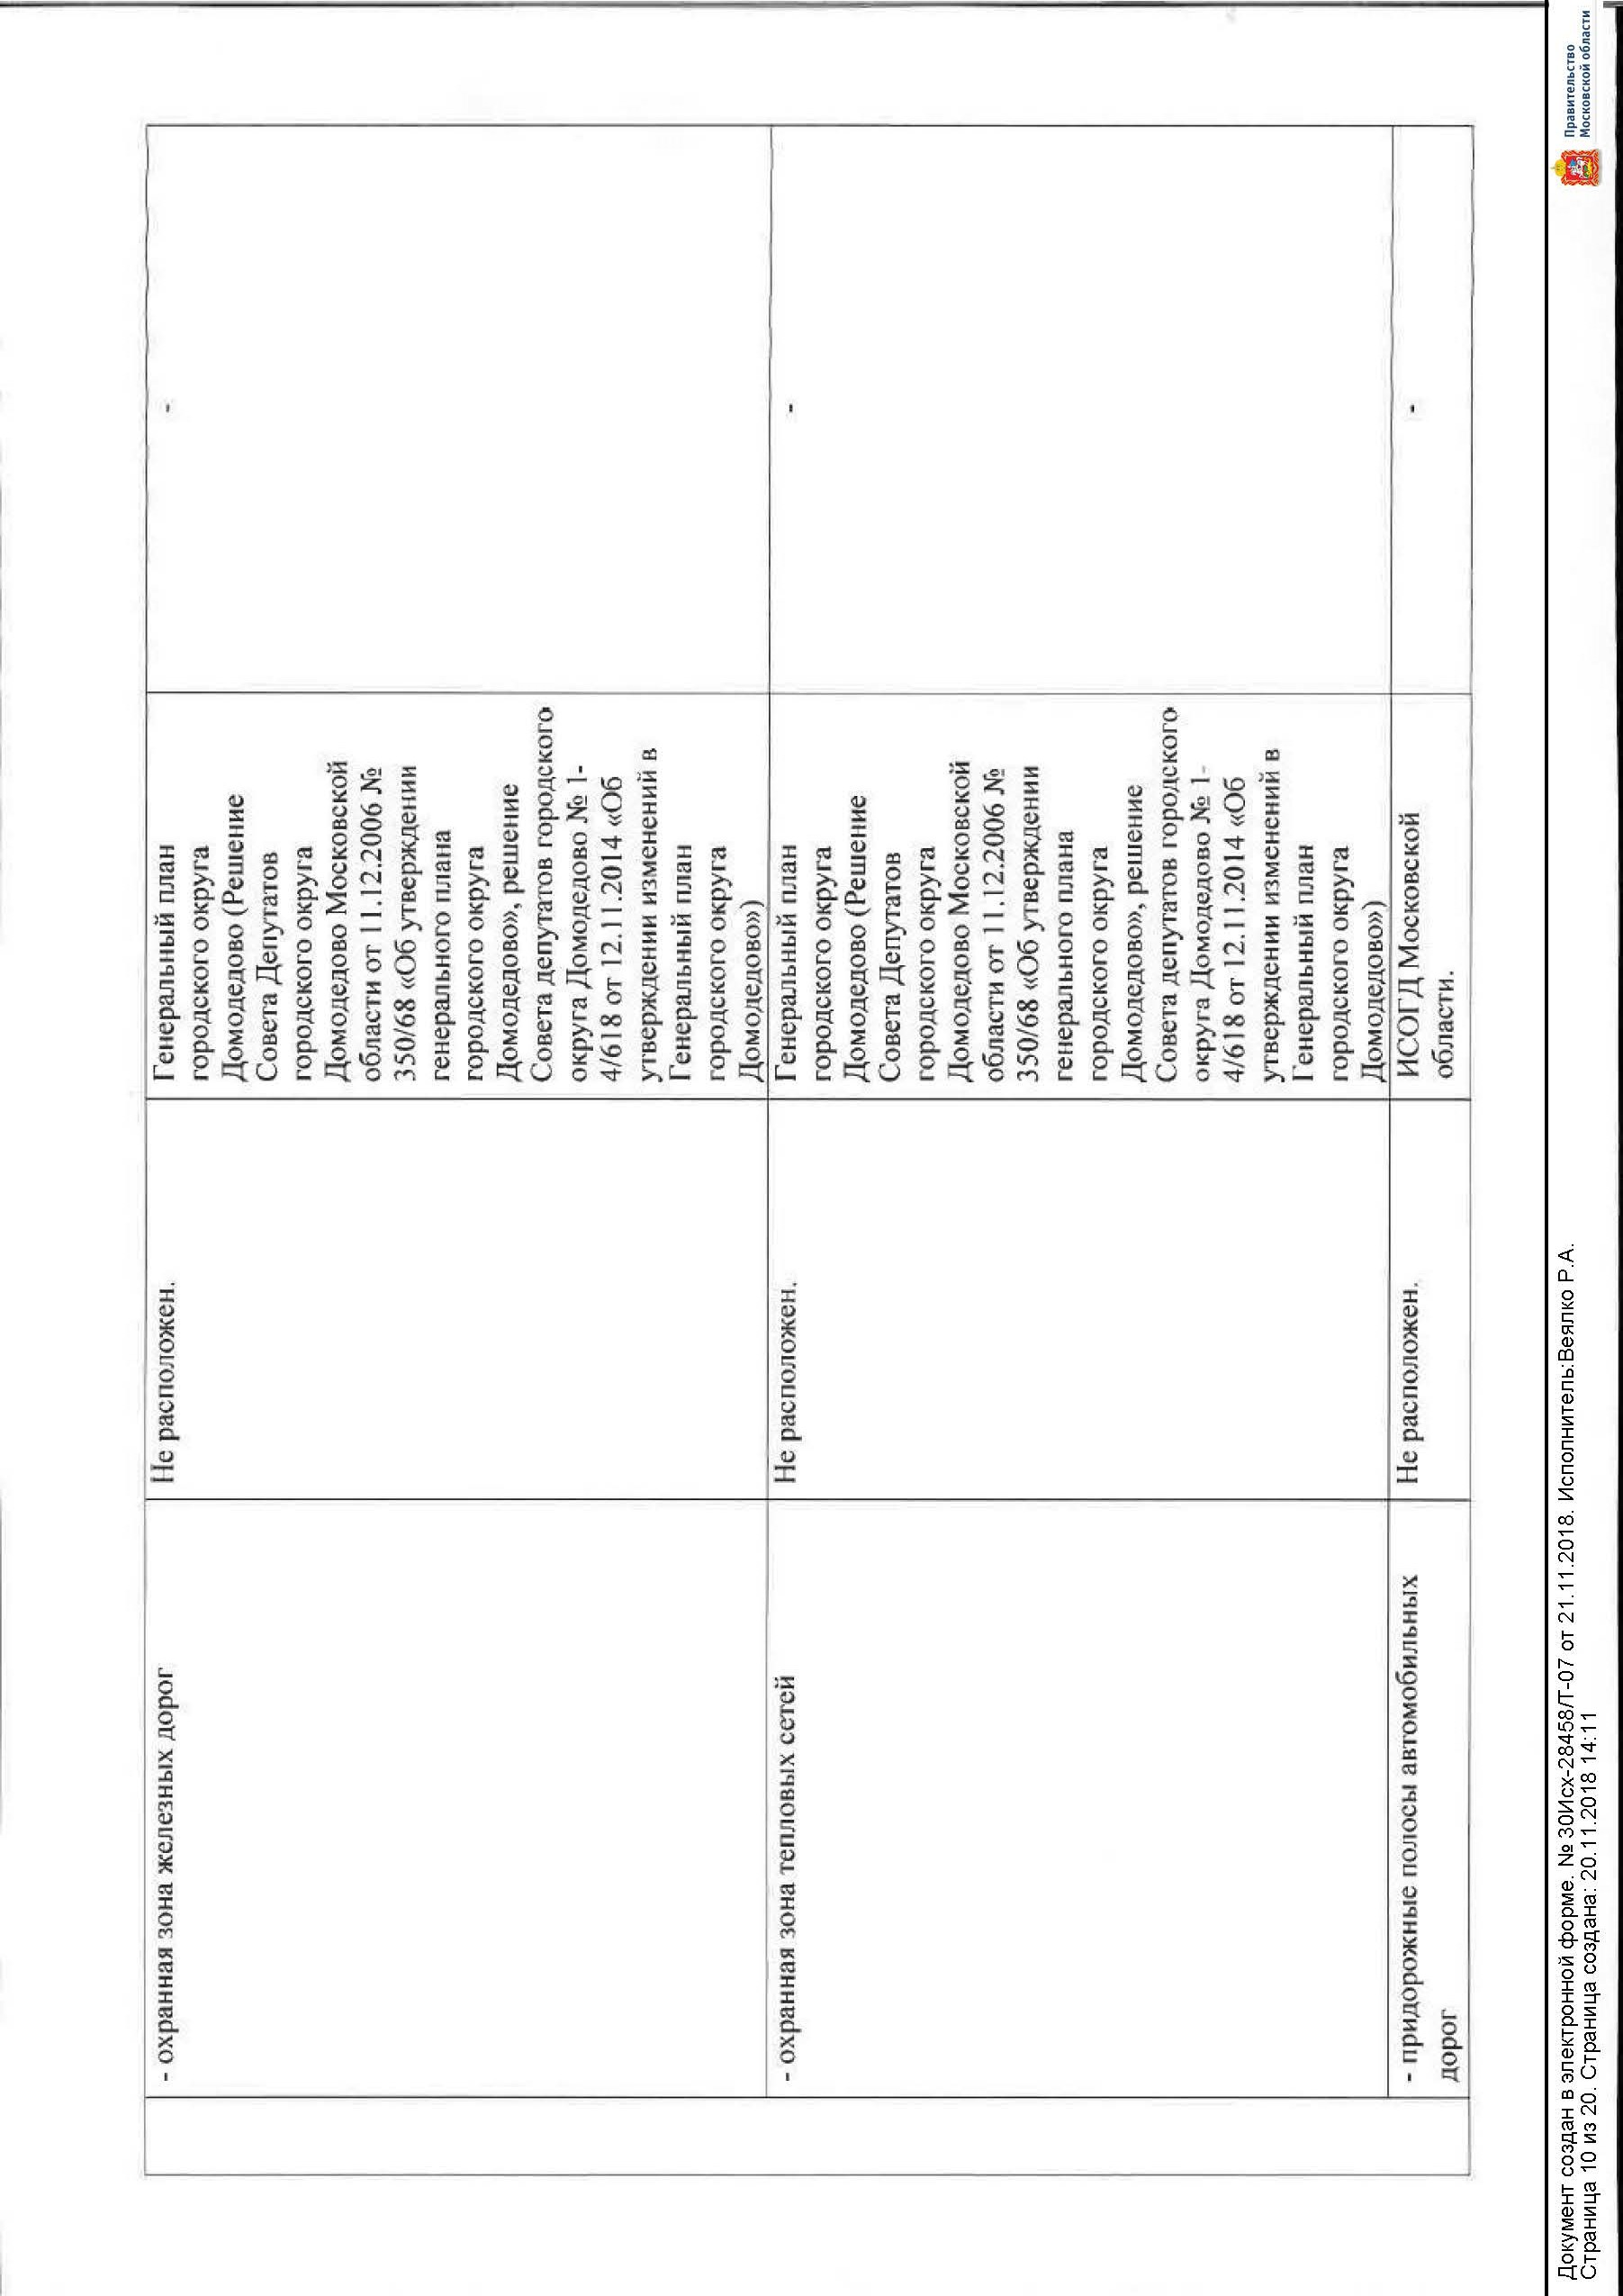 - охранная зона железных дорог
Не расположен.
Генеральный план
городского округа
Домодедово (Решение
Совета Депутатов
городского округа
Домодедово Московской
области от 11.12.2006 №
350/68 «Об утверждении
генерального плана
городского округа
Домодедово», решение
Совета депутатов городского
округа Домодедово № 1-
4/618 от 12.11.2014 «Об
утверждении изменений в
Генеральный план
городского округа
Домодедово»)
-
- охранная зона тепловых сетей
Не расположен.
Генеральный план
городского округа
Домодедово (Решение
Совета Депутатов
городского округа
Домодедово Московской
области от 11.12.2006 №
350/68 «Об утверждении
генерального плана
городского округа
Домодедово», решение
Совета депутатов городского
округа Домодедово № 1-
4/618 от 12.11.2014 «Об
утверждении изменений в
Генеральный план
городского округа
Домодедово»)
-
- придорожные полосы автомобильных
дорог
Не расположен.
ИСОГД Московской
области.
-
Документ создан в электронной форме. № 30Исх-28458/Т-07 от 21.11.2018. Исполнитель:Веялко Р.А.
Страница 10 из 20. Страница создана: 20.11.2018 14:11
Правительство
Московской области